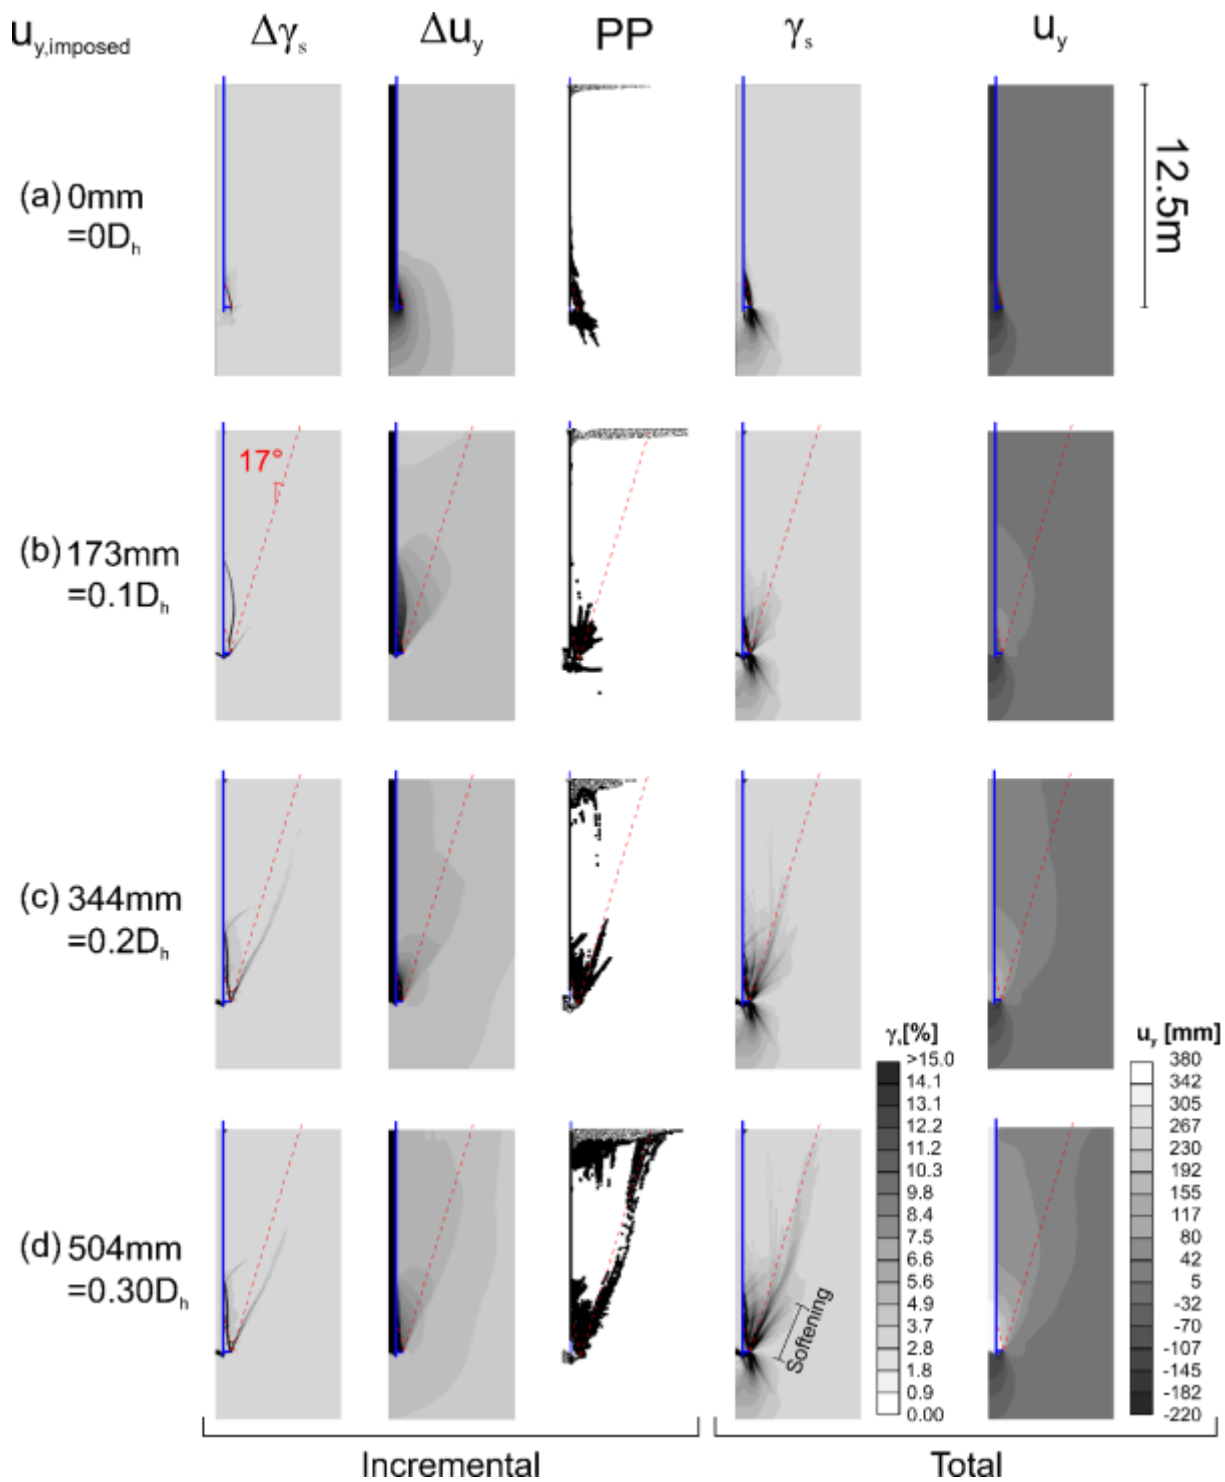 u y,imposed Δγs Δuy PP γs uy
(a) 0mm
=0Dh
12.5m
17°
(b) 173mm
=0.1Dh
(c) 344mm
=0.2Dh
γs[%]
>15.0
14.1
13.1
12.2
11.2
10.3
9.8
8.4
7.5
6.6
5.6
4.9
3.7
2.8
1.8
0.9
0.00
uy [mm]
380
342
305
267
230
192
155
117
80
42
5
-32
-70
-107
-145
-182
-220
(d) 504mm
=0.30Dh
Softening
Incremental Total